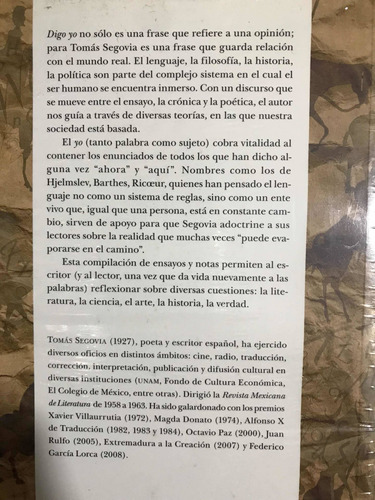 Digo yo no sólo es una frase que refiere a una opinión;
para Tomás Segovia es una frase que guarda relación
con el mundo real. El lenguaje, la filosofía, la historia,
la política son parte del complejo sistema en el cual el
ser humano se encuentra inmerso. Con un discurso que
se mueve entre el ensayo, la crónica y la poética, el autor
nos guía a través de diversas teorías, en las que nuestra
sociedad está basada.
El yo (tanto palabra como sujeto) cobra vitalidad al
contener los enunciados de todos los que han dicho al-
guna vez “ahora” y “aquí”. Nombres como los de
Hjelmslev, Barthes, Ricœur, quienes han pensado el len-
guaje no como un sistema de reglas, sino como un ente
vivo que, igual que una persona, está en constante cam-
bio, sirven de apoyo para que Segovia adoctrine a sus
lectores sobre la realidad que muchas veces “puede eva-
porarse en el camino”.
Esta compilación de ensayos y notas permiten al es-
critor (y al lector, una vez que da vida nuevamente a las
palabras) reflexionar sobre diversas cuestiones: la lite-
ratura, la ciencia, el arte, la historia, la verdad.
TOMÁS SEGOVIA (1927), poeta y escritor español, ha ejercido
diversos oficios en distintos ámbitos: cine, radio, traducción,
corrección, interpretación, publicación y difusión cultural en
diversas instituciones (UNAM, Fondo de Cultura Económica,
El Colegio de México, entre otras). Dirigió la Revista Mexicana
de Literatura de 1958 a 1963. Ha sido galardonado con los premios
Xavier Villaurrutia (1972), Magda Donato (1974), Alfonso X
de Traducción (1982, 1983 y 1984), Octavio Paz (2000), Juan
Rulfo (2005), Extremadura a la Creación (2007) y Federico
García Lorca (2008).